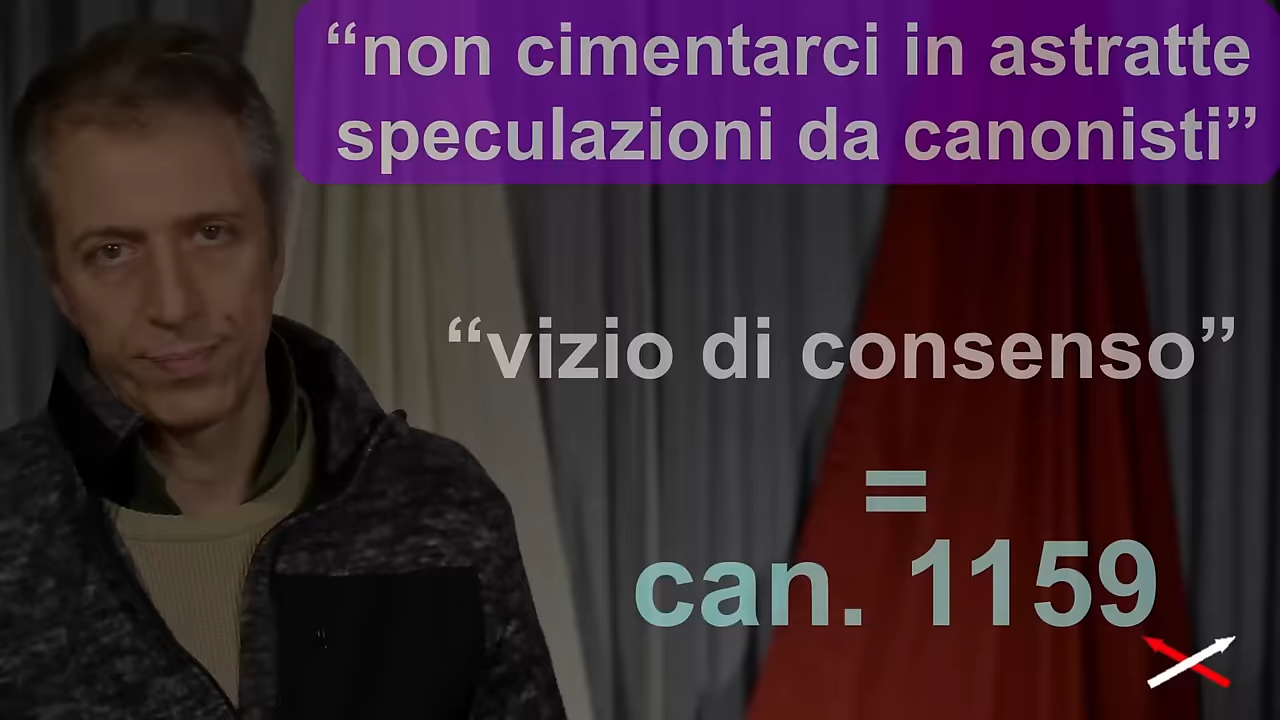 “non cimentarci in astratte
speculazioni da canonisti”
“vizio di consenso”
=
can. 1159